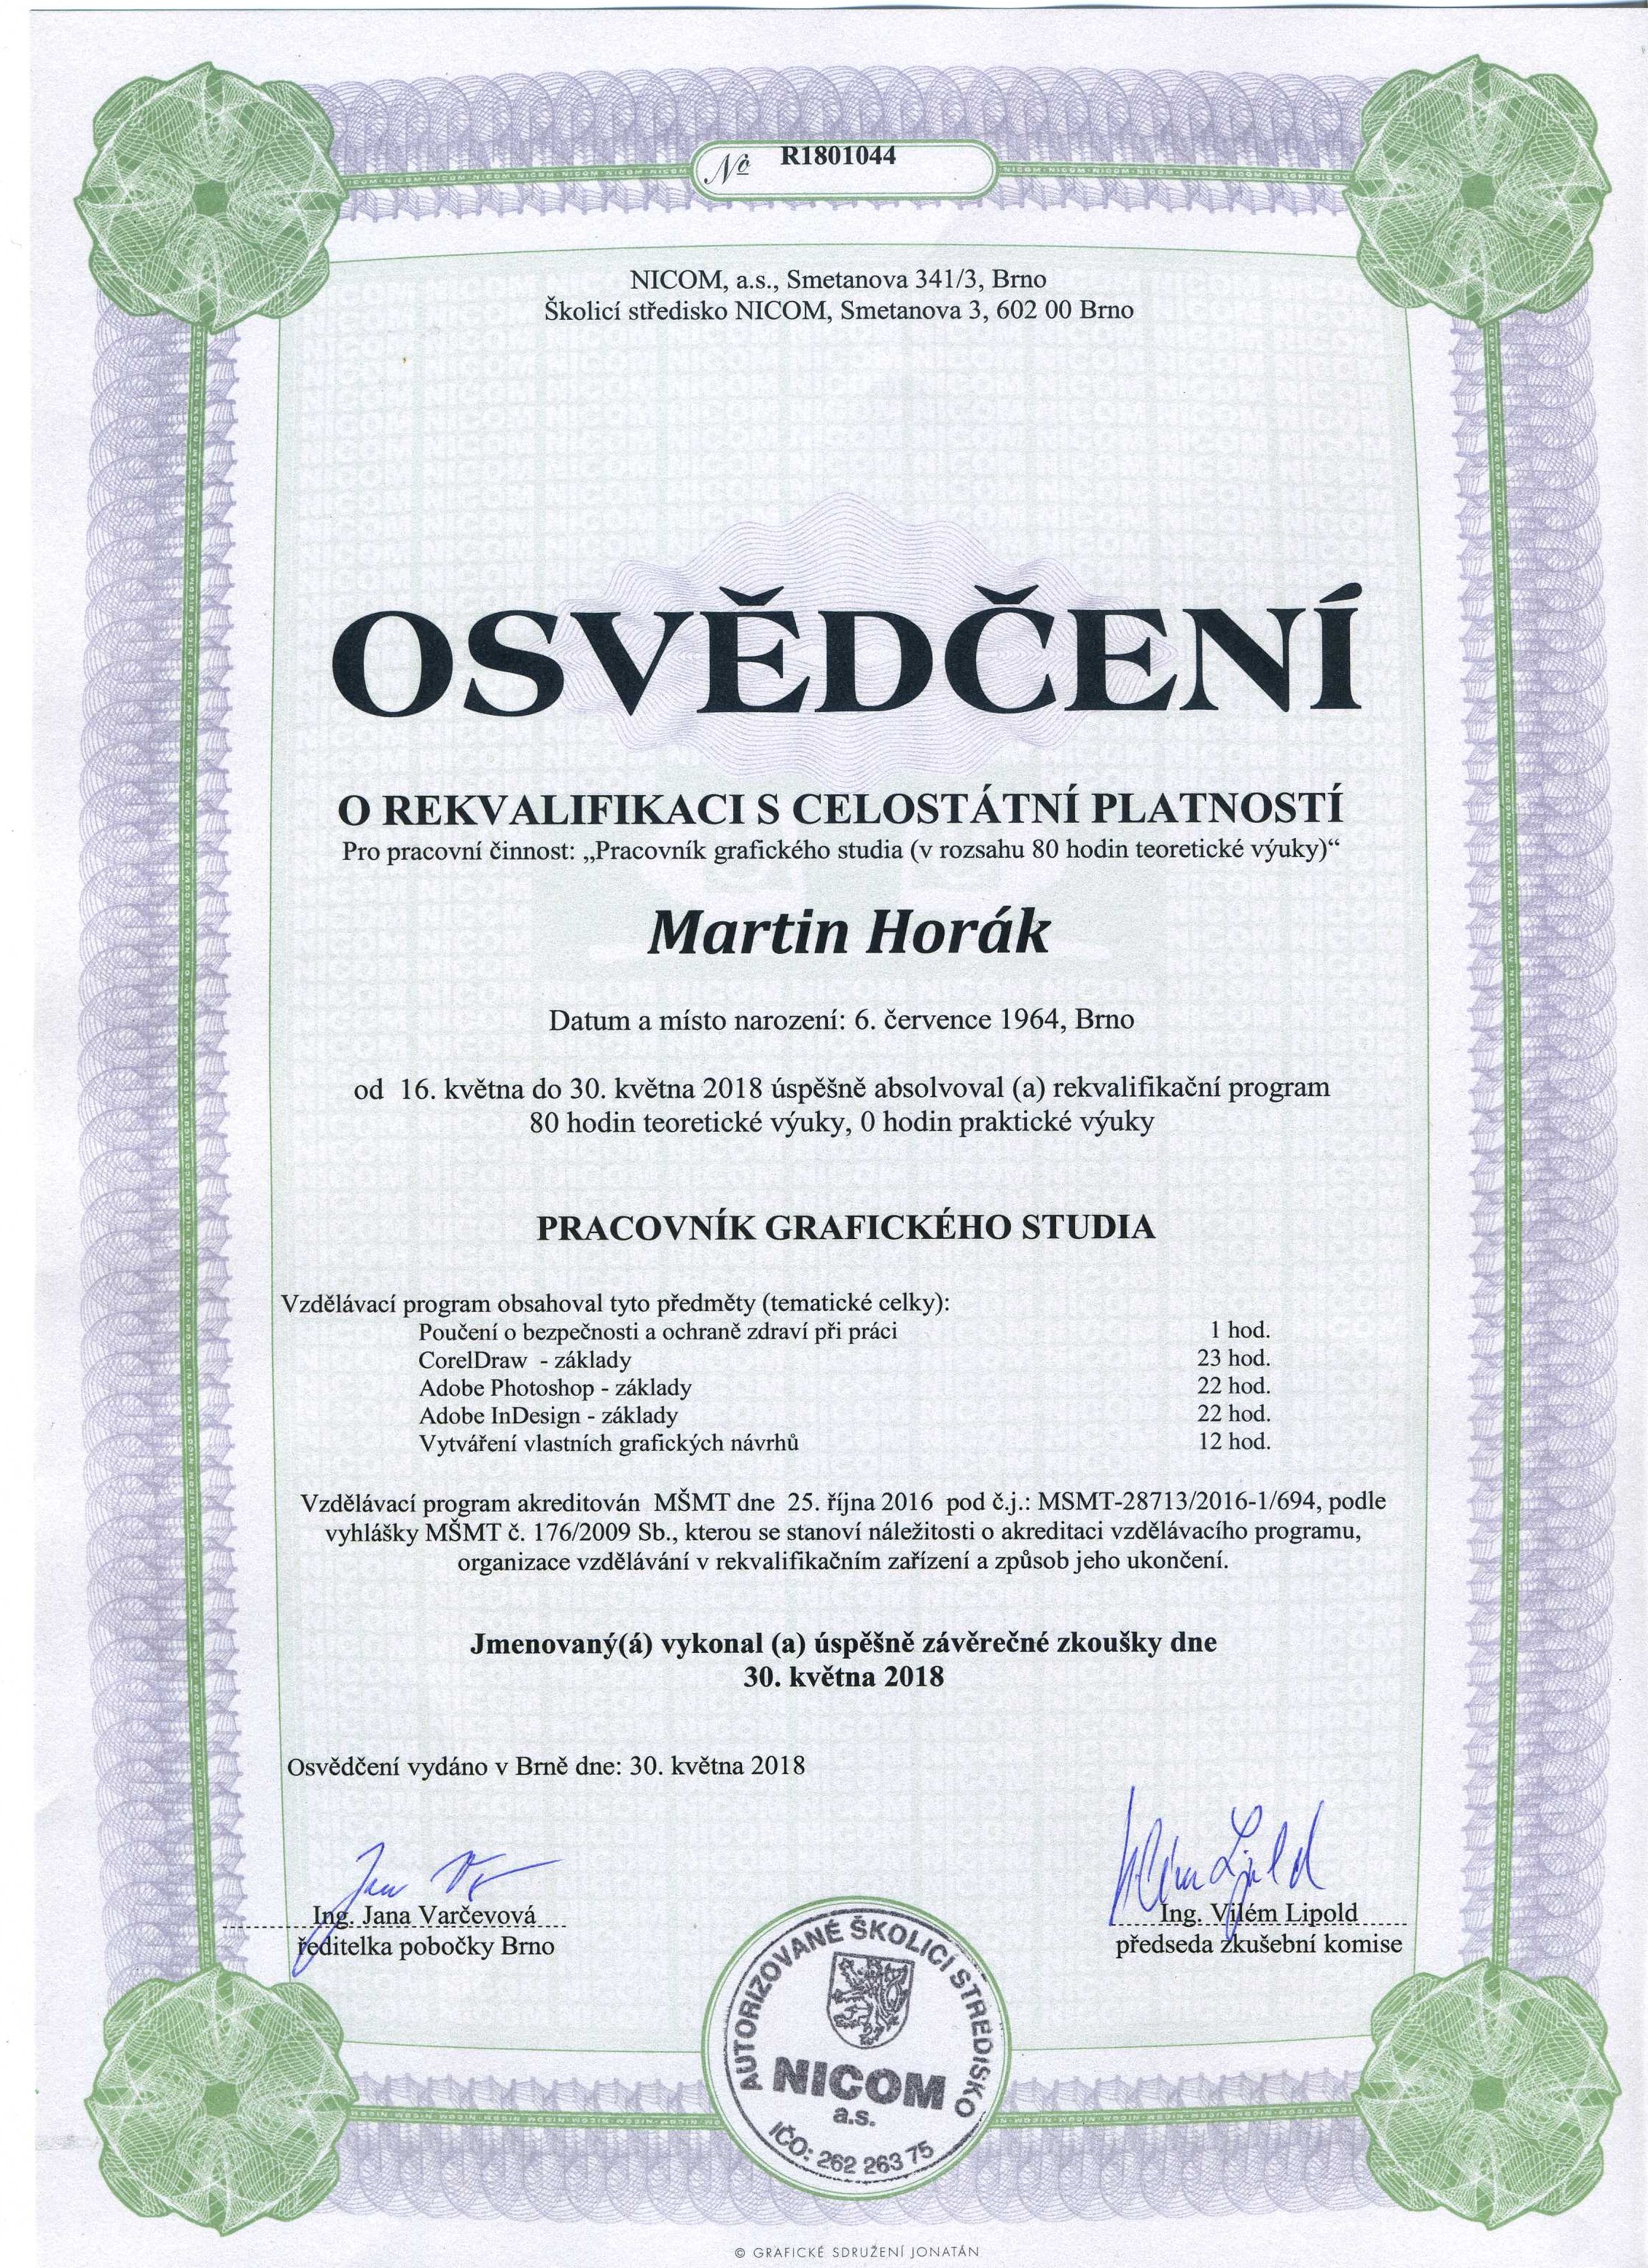 № R1801044
NICOM, a.s., Smetanova 341/3, Brno
Školicí středisko NICOM, Smetanova 3, 602 00 Brno
OSVĚDČENÍ
O REKVALIFIKACI S CELOSTÁTNÍ PLATNOSTÍ
Pro pracovní činnost: „Pracovník grafického studia (v rozsahu 80 hodin teoretické výuky)“
Martin Horák
Datum a místo narození: 6. července 1964, Brno
od 16. května do 30. května 2018 úspěšně absolvoval (a) rekvalifikační program
80 hodin teoretické výuky, 0 hodin praktické výuky
PRACOVNÍK GRAFICKÉHO STUDIA
Vzdělávací program obsahoval tyto předměty (tematické celky):
Poučení o bezpečnosti a ochraně zdraví při práci 1 hod.
CorelDraw - základy 23 hod.
Adobe Photoshop - základy 22 hod.
Adobe InDesign - základy 22 hod.
Vytváření vlastních grafických návrhů 12 hod.
Vzdělávací program akreditován MŠMT dne 25. října 2016 pod č.j.: MSMT-28713/2016-1/694, podle
vyhlášky MŠMT č. 176/2009 Sb., kterou se stanoví náležitosti o akreditaci vzdělávacího programu,
organizace vzdělávání v rekvalifikačním zařízení a způsob jeho ukončení.
Jmenovaný(á) vykonal (a) úspěšně závěrečné zkoušky dne
30. května 2018
Osvědčení vydáno v Brně dne: 30. května 2018
Ing. Jana Varčevová
ředitelka pobočky Brno
Ing. Vilém Lipold
předseda zkušební komise
AUTORIZOVANÉ ŠKOLICÍ STŘEDISKO
NICOM
a.s.
IČO: 262 263 75
© GRAFICKÉ SDRUŽENÍ JONATÁN